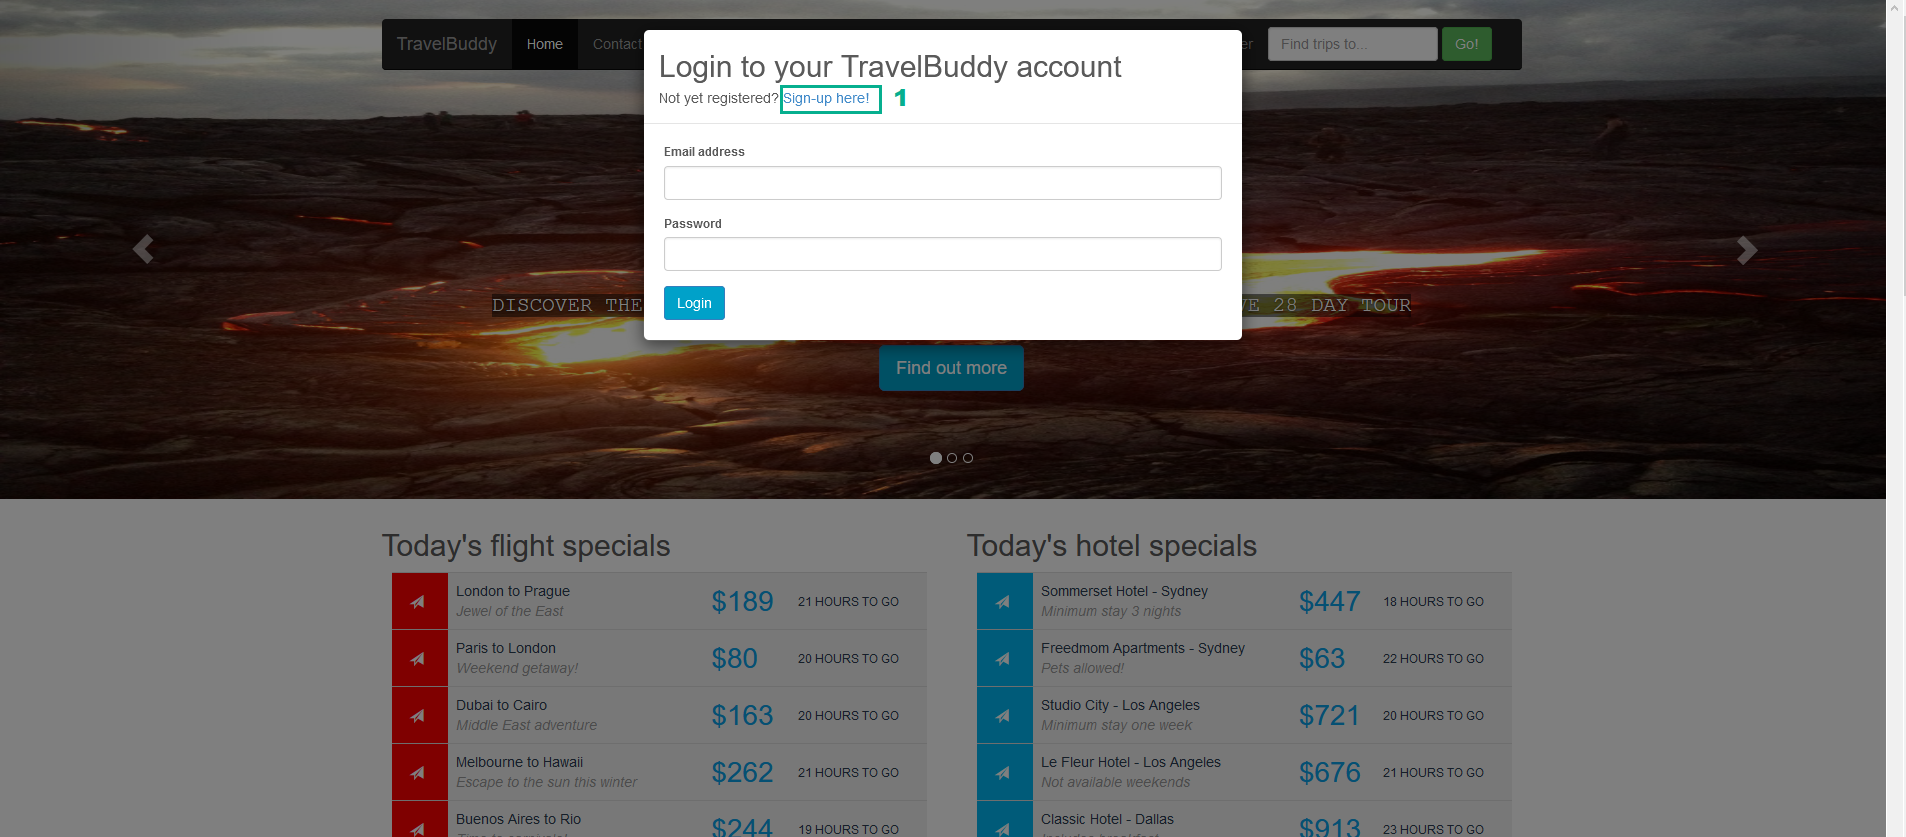 TravelBuddy
Home
Contact
er
Find trips to...
Go!
Login to your TravelBuddy account
Not yet registered? Sign-up here!
1
Email address
Password
Login
DISCOVER THE
VE 28 DAY TOUR
Find out more
Today's flight specials
London to Prague
Jewel of the East
$189
21 HOURS TO GO
Paris to London
Weekend getaway!
$80
20 HOURS TO GO
Dubai to Cairo
Middle East adventure
$163
20 HOURS TO GO
Melbourne to Hawaii
Escape to the sun this winter
$262
21 HOURS TO GO
Buenos Aires to Rio
$244
19 HOURS TO GO
Today's hotel specials
Sommerset Hotel - Sydney
Minimum stay 3 nights
$447
18 HOURS TO GO
Freedmom Apartments - Sydney
Pets allowed!
$63
22 HOURS TO GO
Studio City - Los Angeles
Minimum stay one week
$721
20 HOURS TO GO
Le Fleur Hotel - Los Angeles
Not available weekends
$676
21 HOURS TO GO
Classic Hotel - Dallas
$913
23 HOURS TO GO